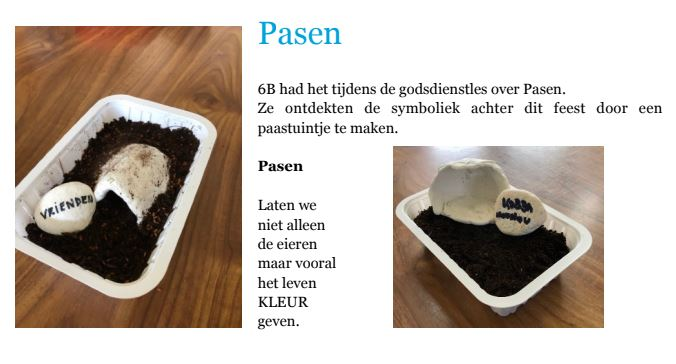 Pasen
6B had het tijdens de godsdienstles over Pasen.
Ze ontdekten de symboliek achter dit feest door een
paastuintje te maken.
Pasen
Laten we
niet alleen
de eieren
maar vooral
het leven
KLEUR
geven.
VRIENDEN